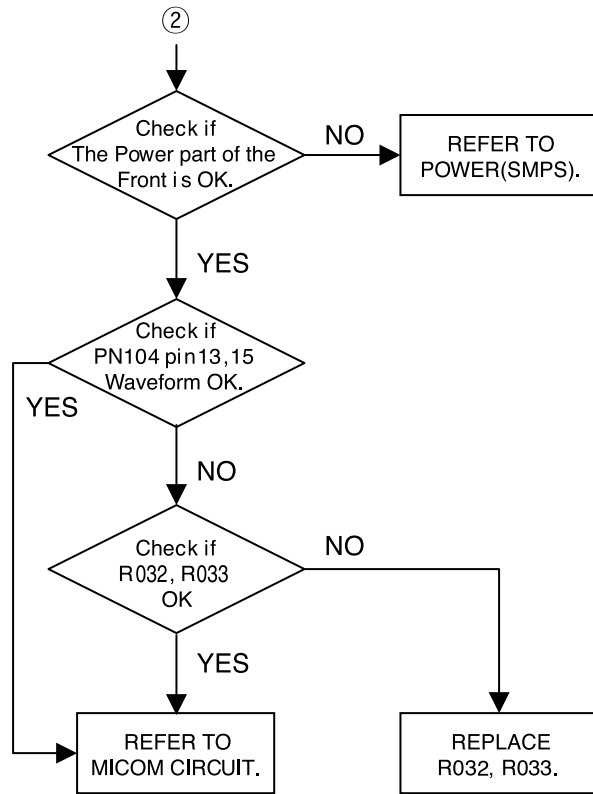 ②
Check if
The Power part of the
Front is OK.
NO
REFER TO
POWER(SMPS).
YES
Check if
PN104 pin13,15
Waveform OK.
YES
NO
Check if
R032, R033
OK
NO
YES
REFER TO
MICOM CIRCUIT.
REPLACE
R032, R033.